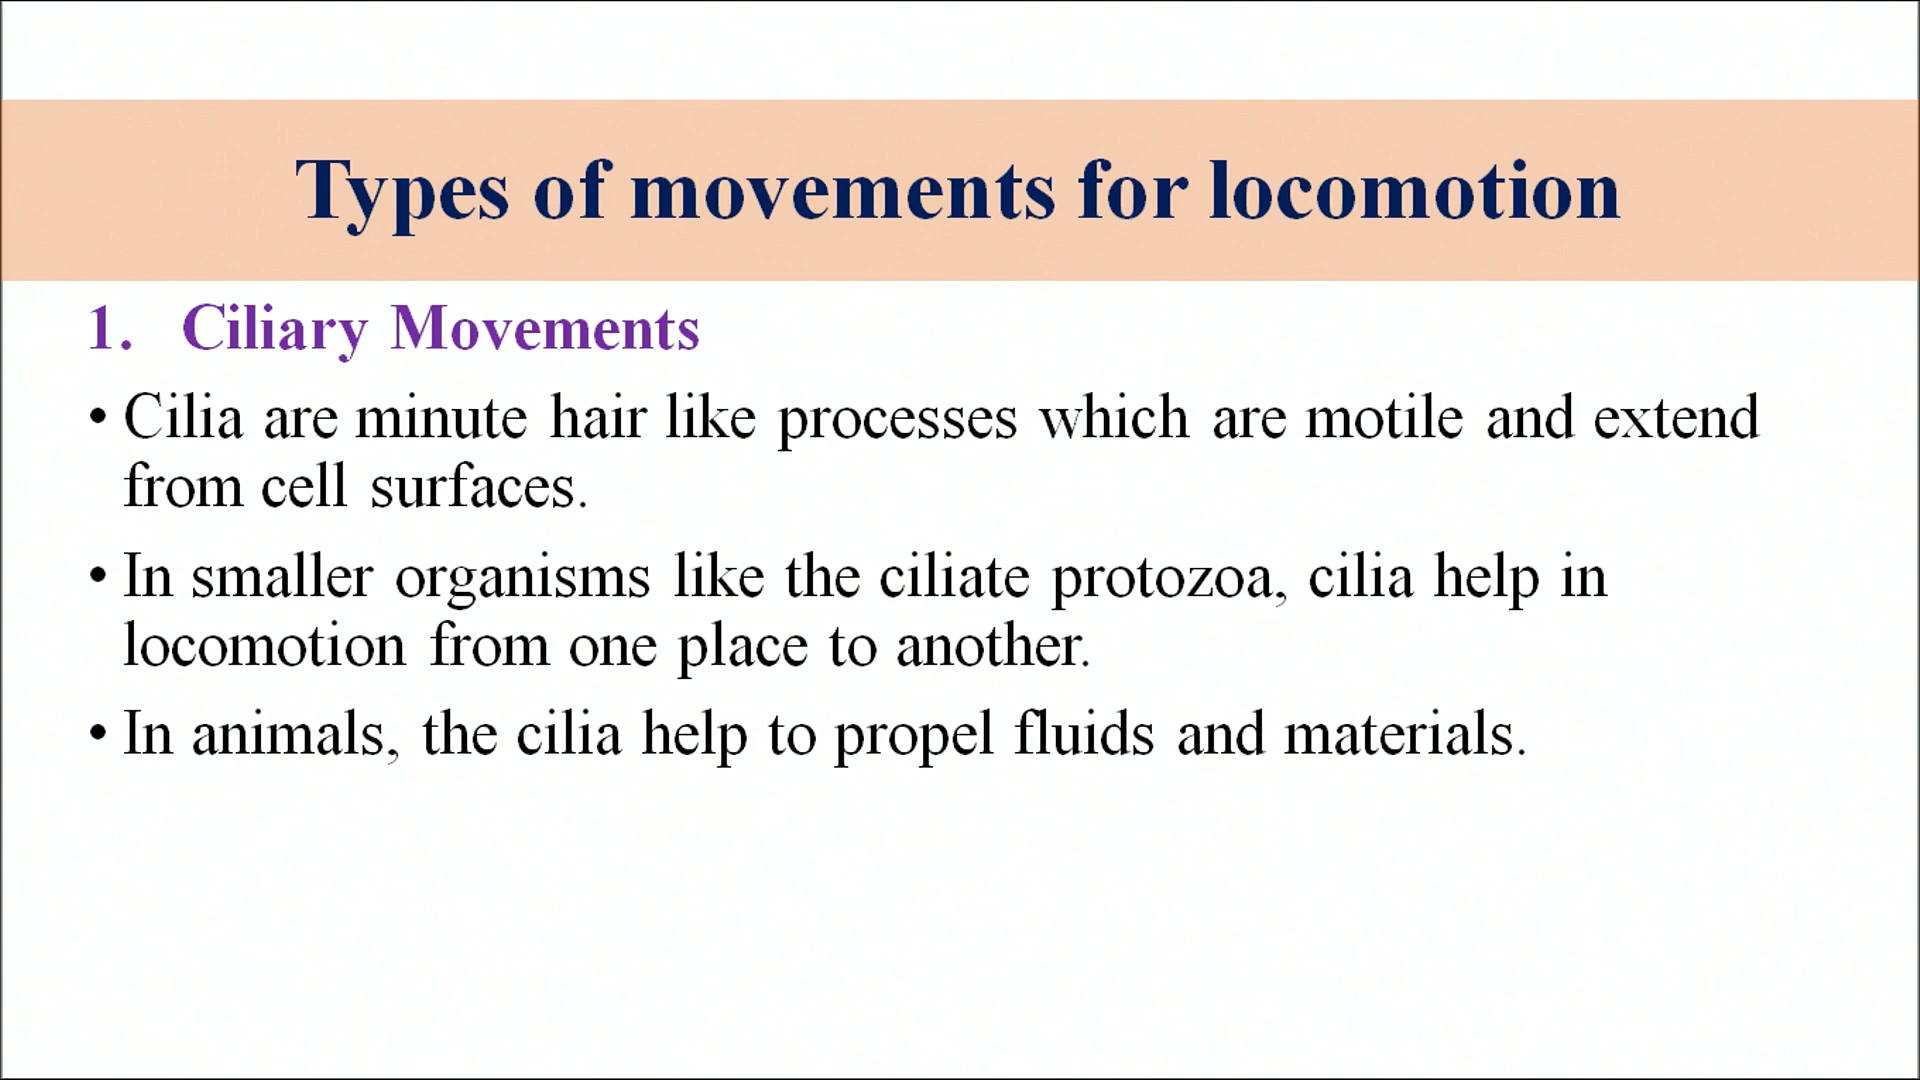 Types of movements for locomotion
1. Ciliary Movements
• Cilia are minute hair like processes which are motile and extend
from cell surfaces.
• In smaller organisms like the ciliate protozoa, cilia help in
locomotion from one place to another.
• In animals, the cilia help to propel fluids and materials.